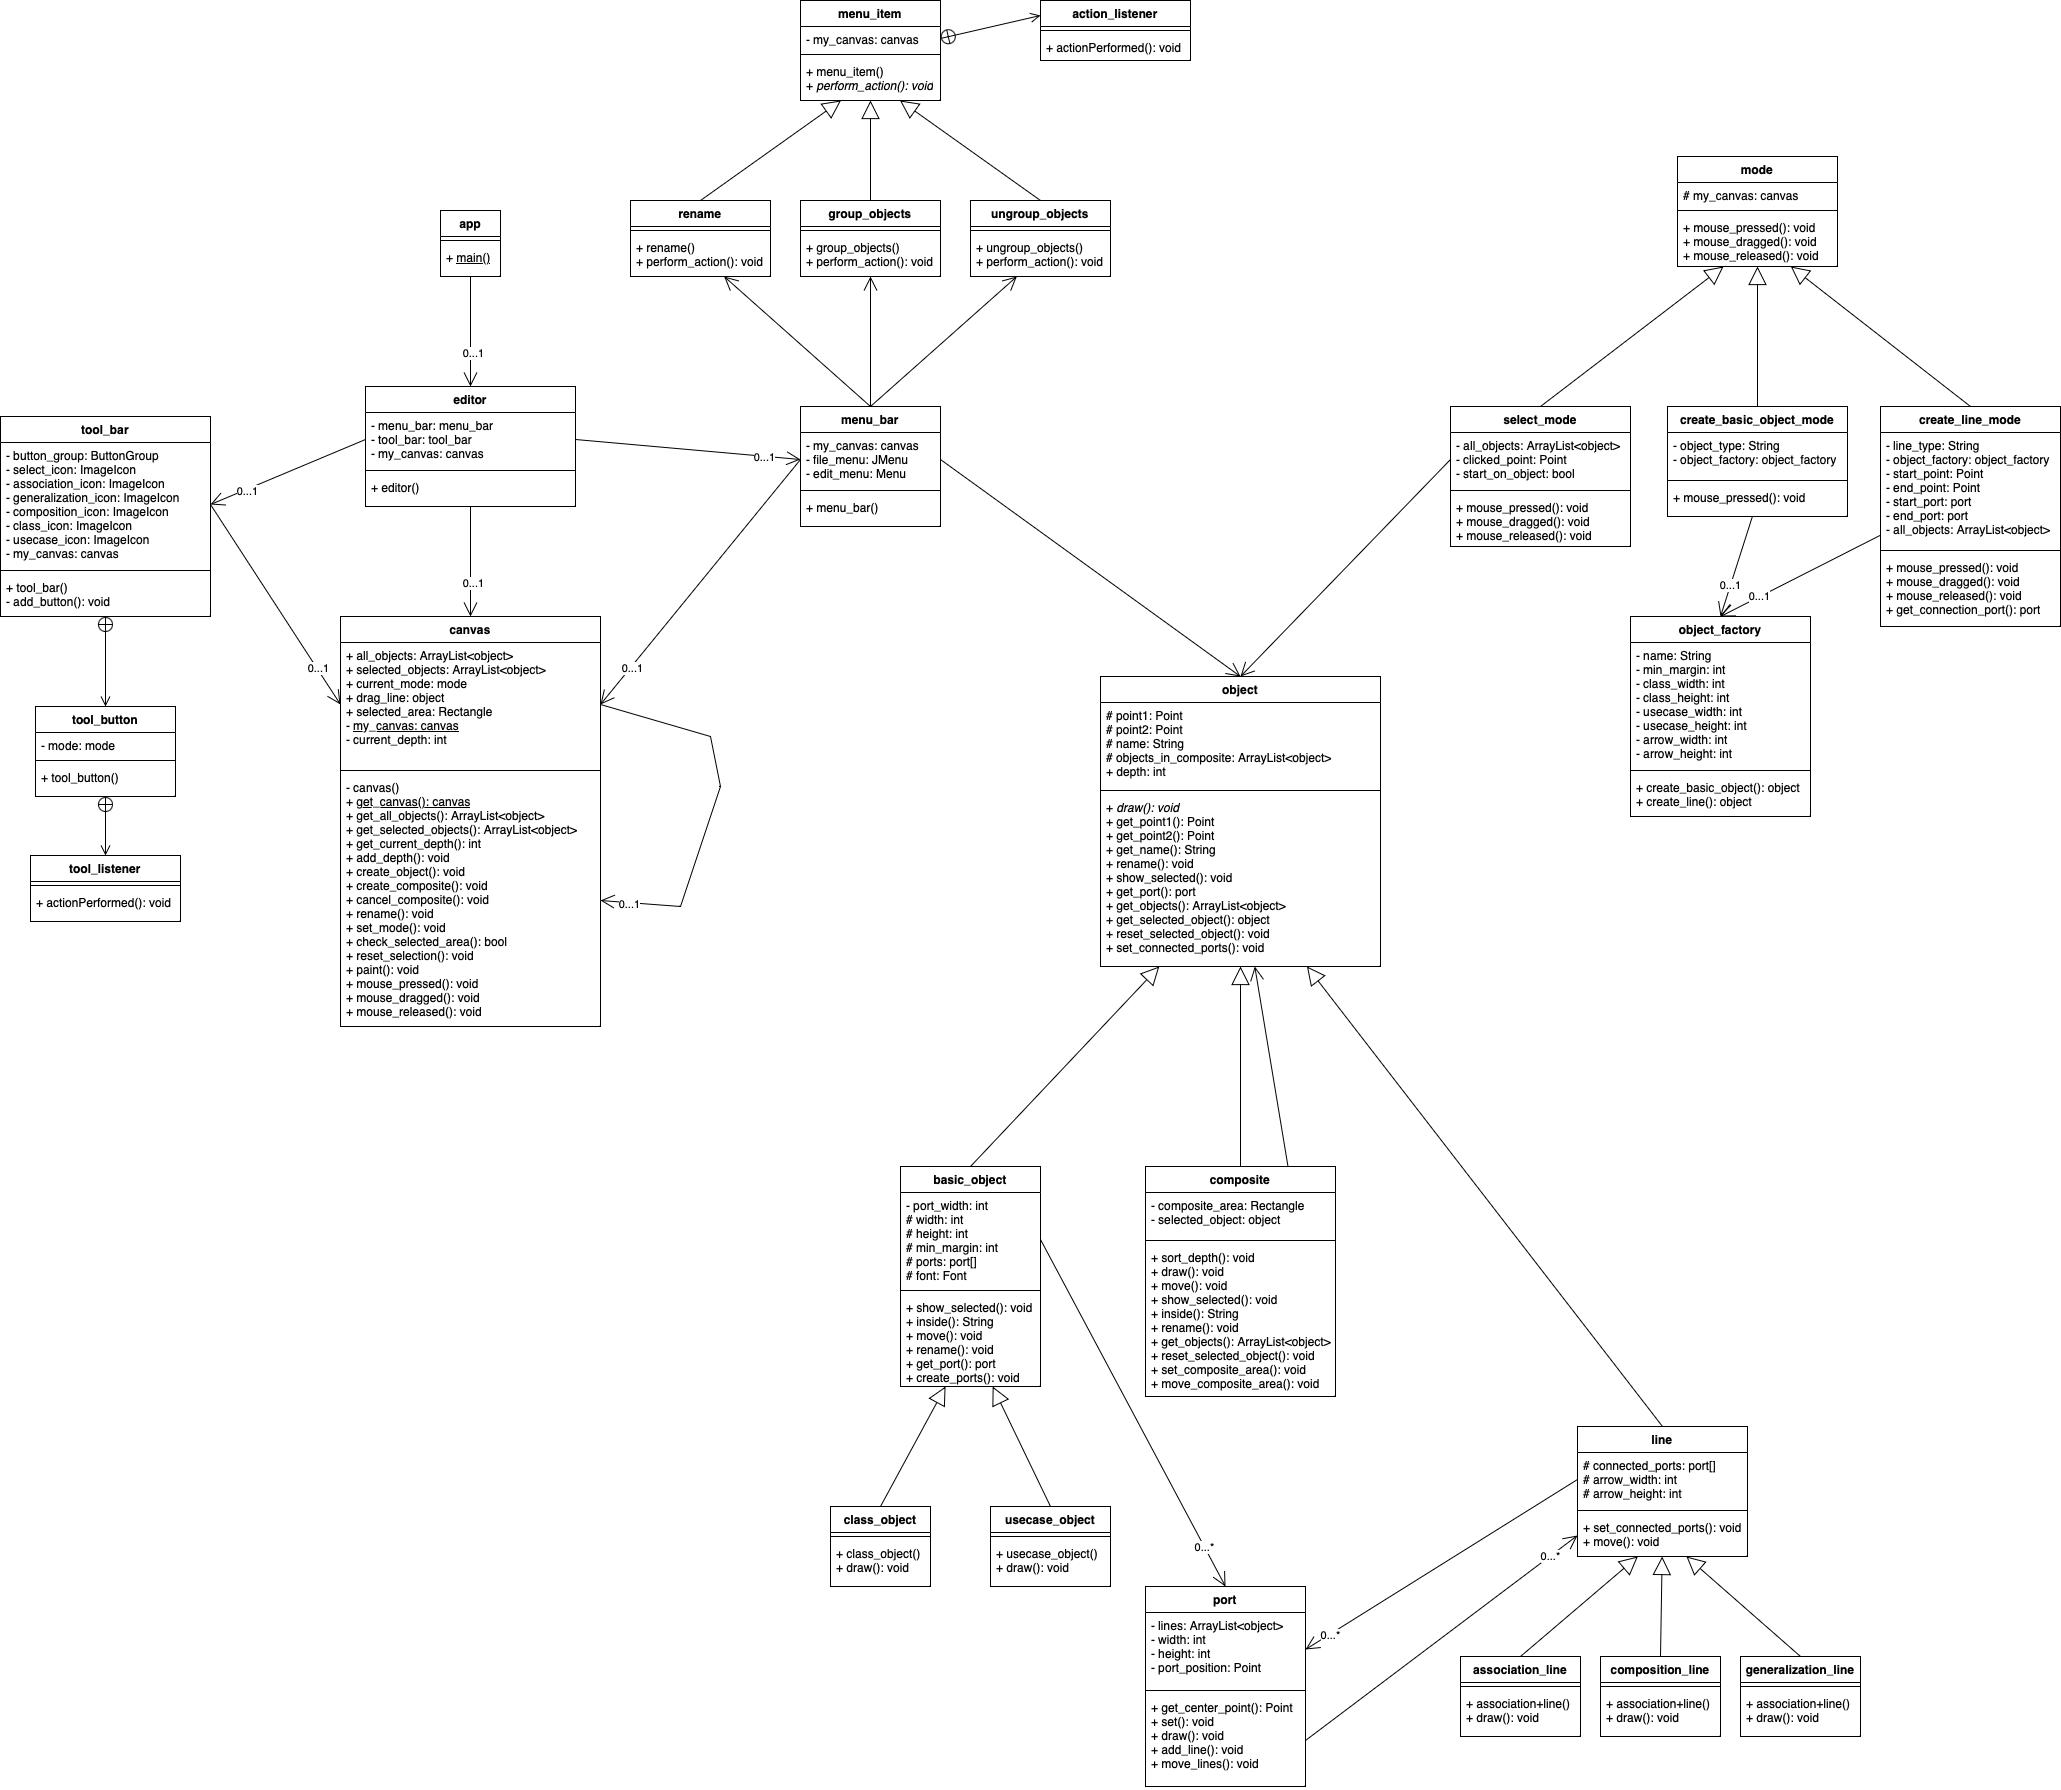 menu_item
- my_canvas: canvas
+ menu_item()
+ perform_action(): void
action_listener
+ actionPerformed(): void
rename
+ rename()
+ perform_action(): void
group_objects
+ group_objects()
+ perform_action(): void
ungroup_objects
+ ungroup_objects()
+ perform_action(): void
mode
# my_canvas: canvas
+ mouse_pressed(): void
+ mouse_dragged(): void
+ mouse_released(): void
app
+ main()
0...1
editor
- menu_bar: menu_bar
- tool_bar: tool_bar
- my_canvas: canvas
+ editor()
0...1
0...1
0...1
tool_bar
- button_group: ButtonGroup
- select_icon: ImageIcon
- association_icon: ImageIcon
- generalization_icon: ImageIcon
- composition_icon: ImageIcon
- class_icon: ImageIcon
- usecase_icon: ImageIcon
- my_canvas: canvas
+ tool_bar()
- add_button(): void
menu_bar
- my_canvas: canvas
- file_menu: JMenu
- edit_menu: Menu
+ menu_bar()
select_mode
- all_objects: ArrayList<object>
- clicked_point: Point
- start_on_object: bool
+ mouse_pressed(): void
+ mouse_dragged(): void
+ mouse_released(): void
create_basic_object_mode
- object_type: String
- object_factory: object_factory
+ mouse_pressed(): void
create_line_mode
- line_type: String
- object_factory: object_factory
- start_point: Point
- end_point: Point
- start_port: port
- end_port: port
- all_objects: ArrayList<object>
+ mouse_pressed(): void
+ mouse_dragged(): void
+ mouse_released(): void
+ get_connection_port(): port
0...1
0...1
0...1
0...1
tool_button
- mode: mode
+ tool_button()
tool_listener
+ actionPerformed(): void
canvas
+ all_objects: ArrayList<object>
+ selected_objects: ArrayList<object>
+ current_mode: mode
+ drag_line: object
+ selected_area: Rectangle
- my_canvas: canvas
- current_depth: int
- canvas()
+ get_canvas(): canvas
+ get_all_objects(): ArrayList<object>
+ get_selected_objects(): ArrayList<object>
+ get_current_depth(): int
+ add_depth(): void
+ create_object(): void
+ create_composite(): void
+ cancel_composite(): void
+ rename(): void
+ set_mode(): void
+ check_selected_area(): bool
+ reset_selection(): void
+ paint(): void
+ mouse_pressed(): void
+ mouse_dragged(): void
+ mouse_released(): void
0...1
object
# point1: Point
# point2: Point
# name: String
# objects_in_composite: ArrayList<object>
+ depth: int
+ draw(): void
+ get_point1(): Point
+ get_point2(): Point
+ get_name(): String
+ rename(): void
+ show_selected(): void
+ get_port(): port
+ get_objects(): ArrayList<object>
+ get_selected_object(): object
+ reset_selected_object(): void
+ set_connected_ports(): void
object_factory
- name: String
- min_margin: int
- class_width: int
- class_height: int
- usecase_width: int
- usecase_height: int
- arrow_width: int
- arrow_height: int
+ create_basic_object(): object
+ create_line(): object
basic_object
- port_width: int
# width: int
# height: int
# min_margin: int
# ports: port[]
# font: Font
+ show_selected(): void
+ inside(): String
+ move(): void
+ rename(): void
+ get_port(): port
+ create_ports(): void
composite
- composite_area: Rectangle
- selected_object: object
+ sort_depth(): void
+ draw(): void
+ move(): void
+ show_selected(): void
+ inside(): String
+ rename(): void
+ get_objects(): ArrayList<object>
+ reset_selected_object(): void
+ set_composite_area(): void
+ move_composite_area(): void
line
# connected_ports: port[]
# arrow_width: int
# arrow_height: int
+ set_connected_ports(): void
+ move(): void
class_object
+ class_object()
+ draw(): void
usecase_object
+ usecase_object()
+ draw(): void
0...*
0...*
0...*
port
- lines: ArrayList<object>
- width: int
- height: int
- port_position: Point
+ get_center_point(): Point
+ set(): void
+ draw(): void
+ add_line(): void
+ move_lines(): void
association_line
+ association+line()
+ draw(): void
composition_line
+ association+line()
+ draw(): void
generalization_line
+ association+line()
+ draw(): void